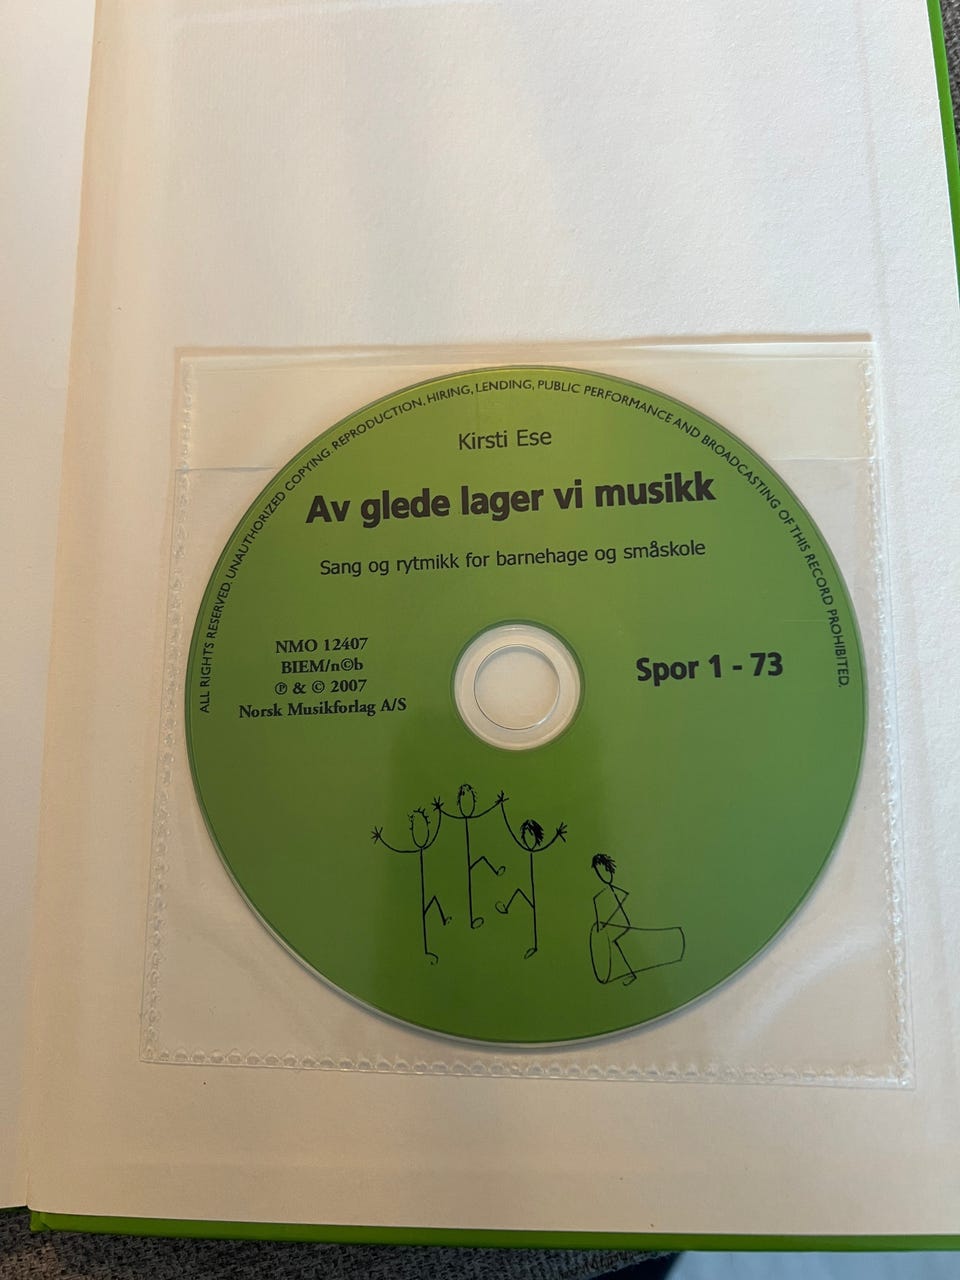 ALL RIGHTS RESERVED. UNAUTHORIZED COPYING, REPRODUCTION, HIRING, LENDING, PUBLIC PERFORMANCE AND BROADCASTING OF THIS RECORD PROHIBITED.
Kirsti Ese
Av glede lager vi musikk
Sang og rytmikk for barnehage og småskole
NMO 12407
BIEM/n©b
℗ & © 2007
Norsk Musikforlag A/S
Spor 1 - 73